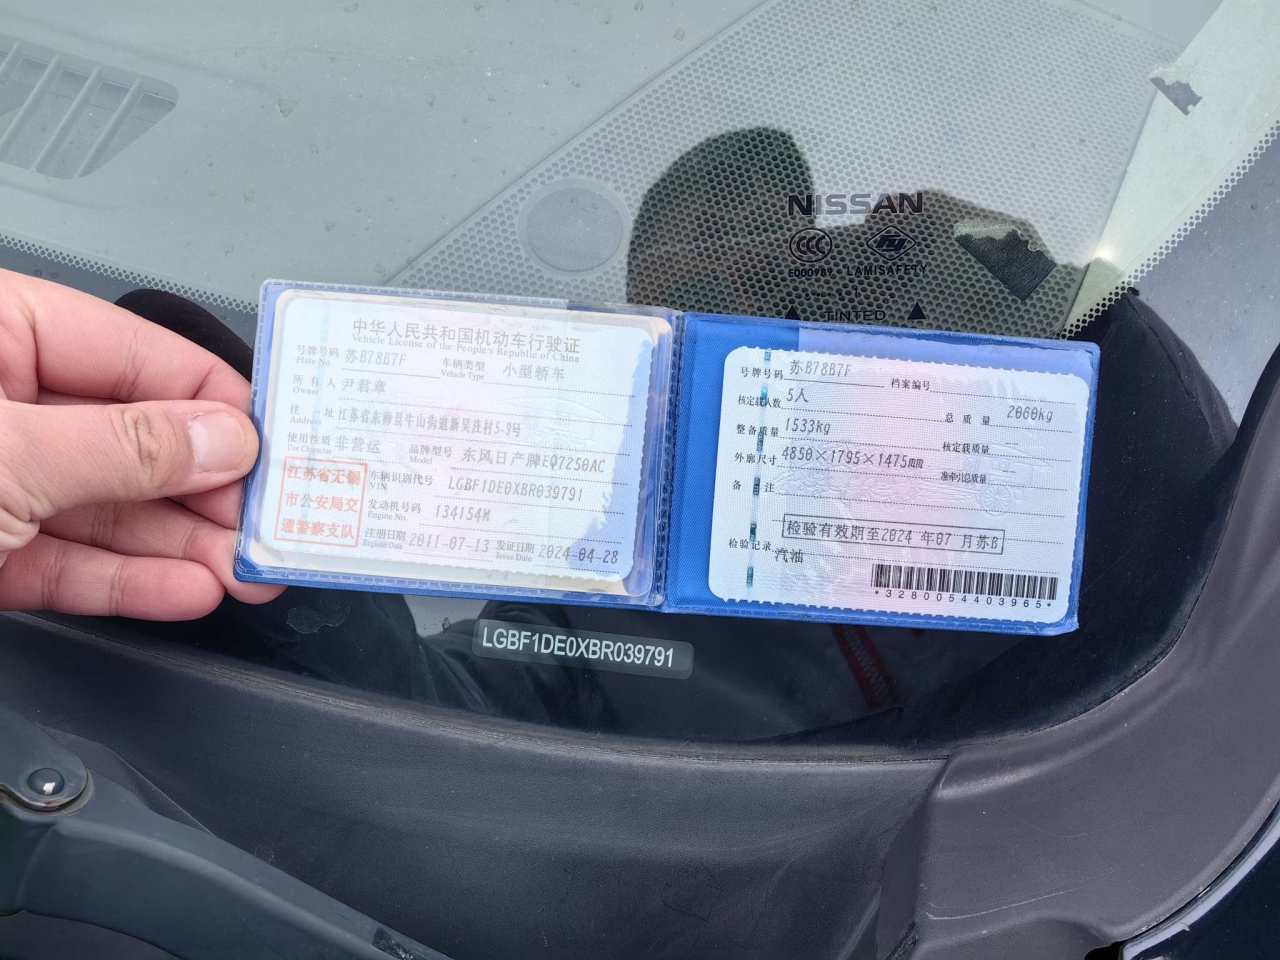 NISSAN
E000989 LAMISAFETY
TINTED
中华人民共和国机动车行驶证
Vehicle License of the People's Republic of China
号牌号码 苏B78B7F 车辆类型 小型轿车
Plate No. Vehicle Type
所有人 尹君章
Owner
住址 江苏省东海县牛山街道新吴庄村5-9号
Address
使用性质 非营运 品牌型号 东风日产牌EQ7250AC
Use Character Model
江苏省无锡
市公安局交
通警察支队
车辆识别代号 LGBF1DE0XBR039791
VIN
发动机号码 134154M
Engine No.
注册日期 2011-07-13 发证日期 2024-04-28
Register Date Issue Date
号牌号码 苏B78B7F 档案编号
核定载人数 5人 总质量 2060kg
整备质量 1533kg 核定载质量 --
外廓尺寸 4850×1795×1475mm 准牵引总质量 --
备注
检验有效期至2024 年07 月苏B
检验记录 汽油
*3280054403965*
LGBF1DE0XBR039791